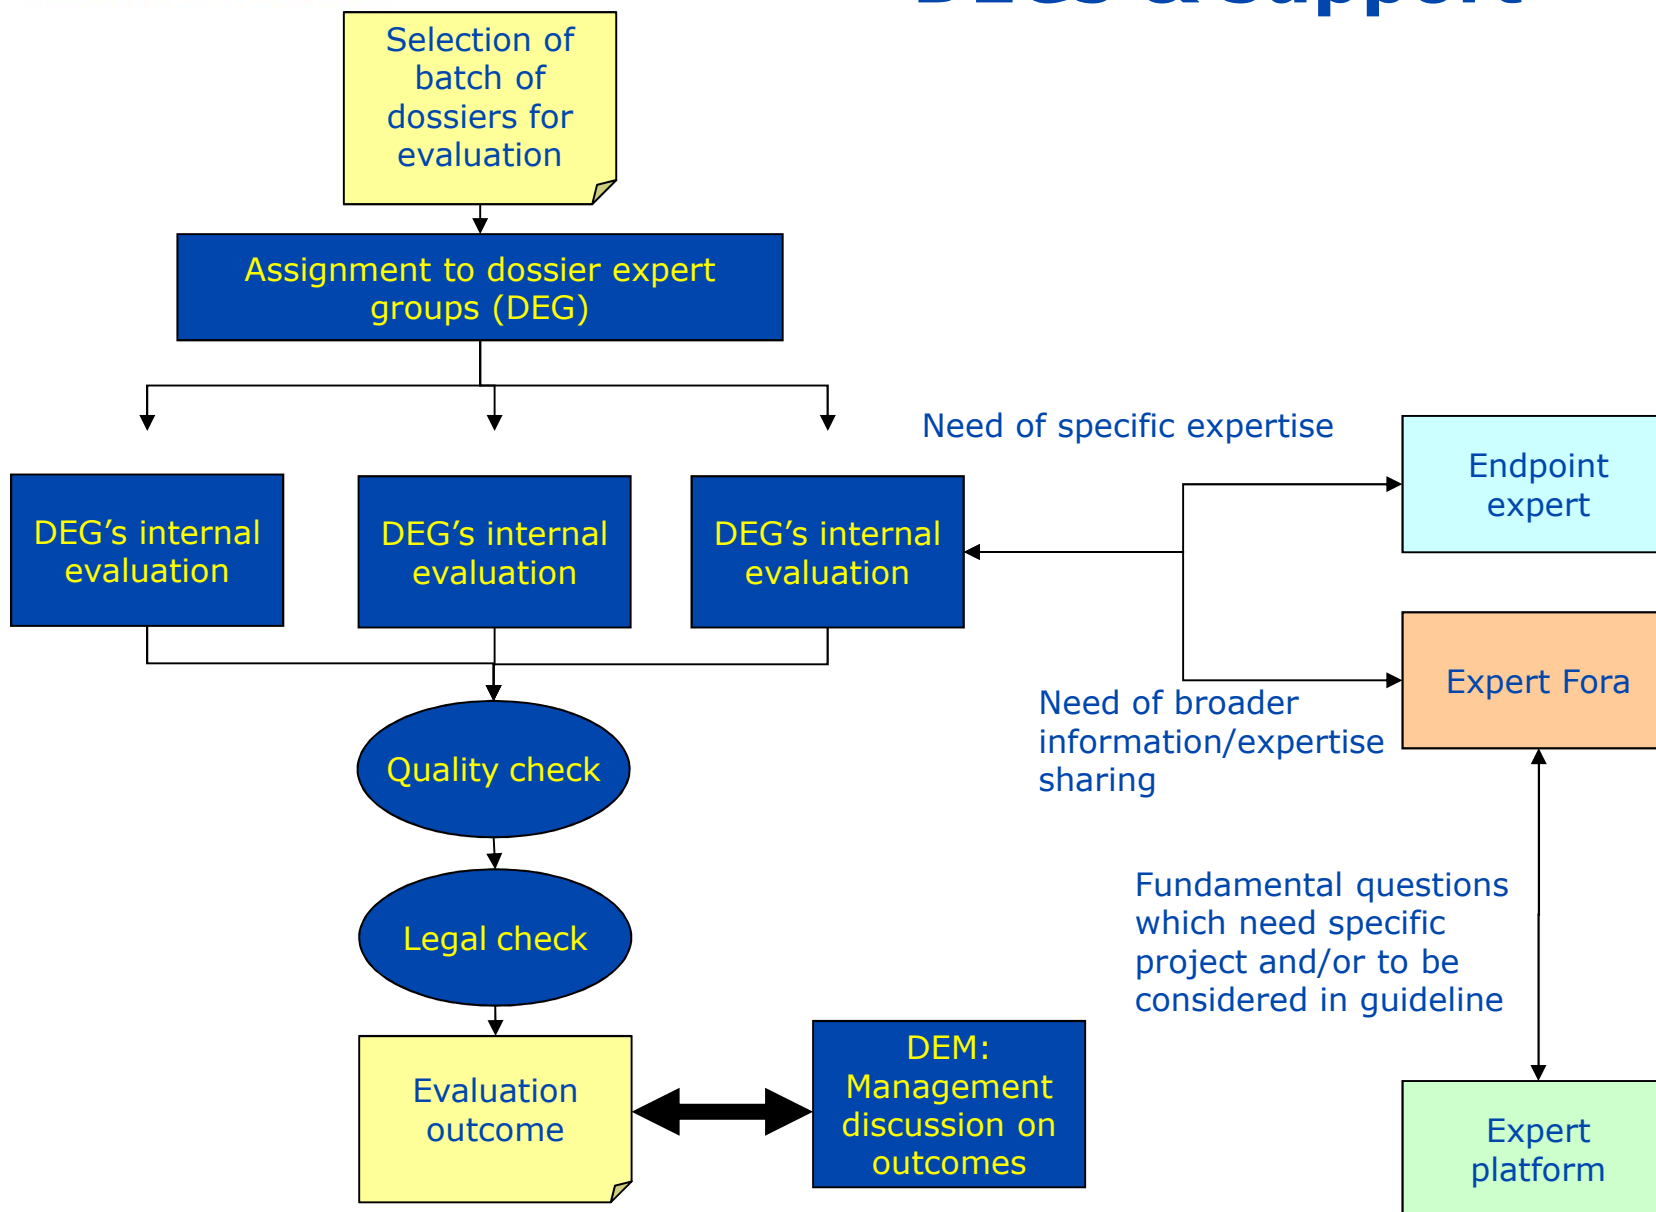 DEGs & Support
Selection of
batch of
dossiers for
evaluation
Assignment to dossier expert
groups (DEG)
Need of specific expertise
Endpoint
expert
DEG’s internal
evaluation
DEG’s internal
evaluation
DEG’s internal
evaluation
Expert Fora
Need of broader
information/expertise
sharing
Quality check
Fundamental questions
which need specific
project and/or to be
considered in guideline
Legal check
Evaluation
outcome
DEM:
Management
discussion on
outcomes
Expert
platform